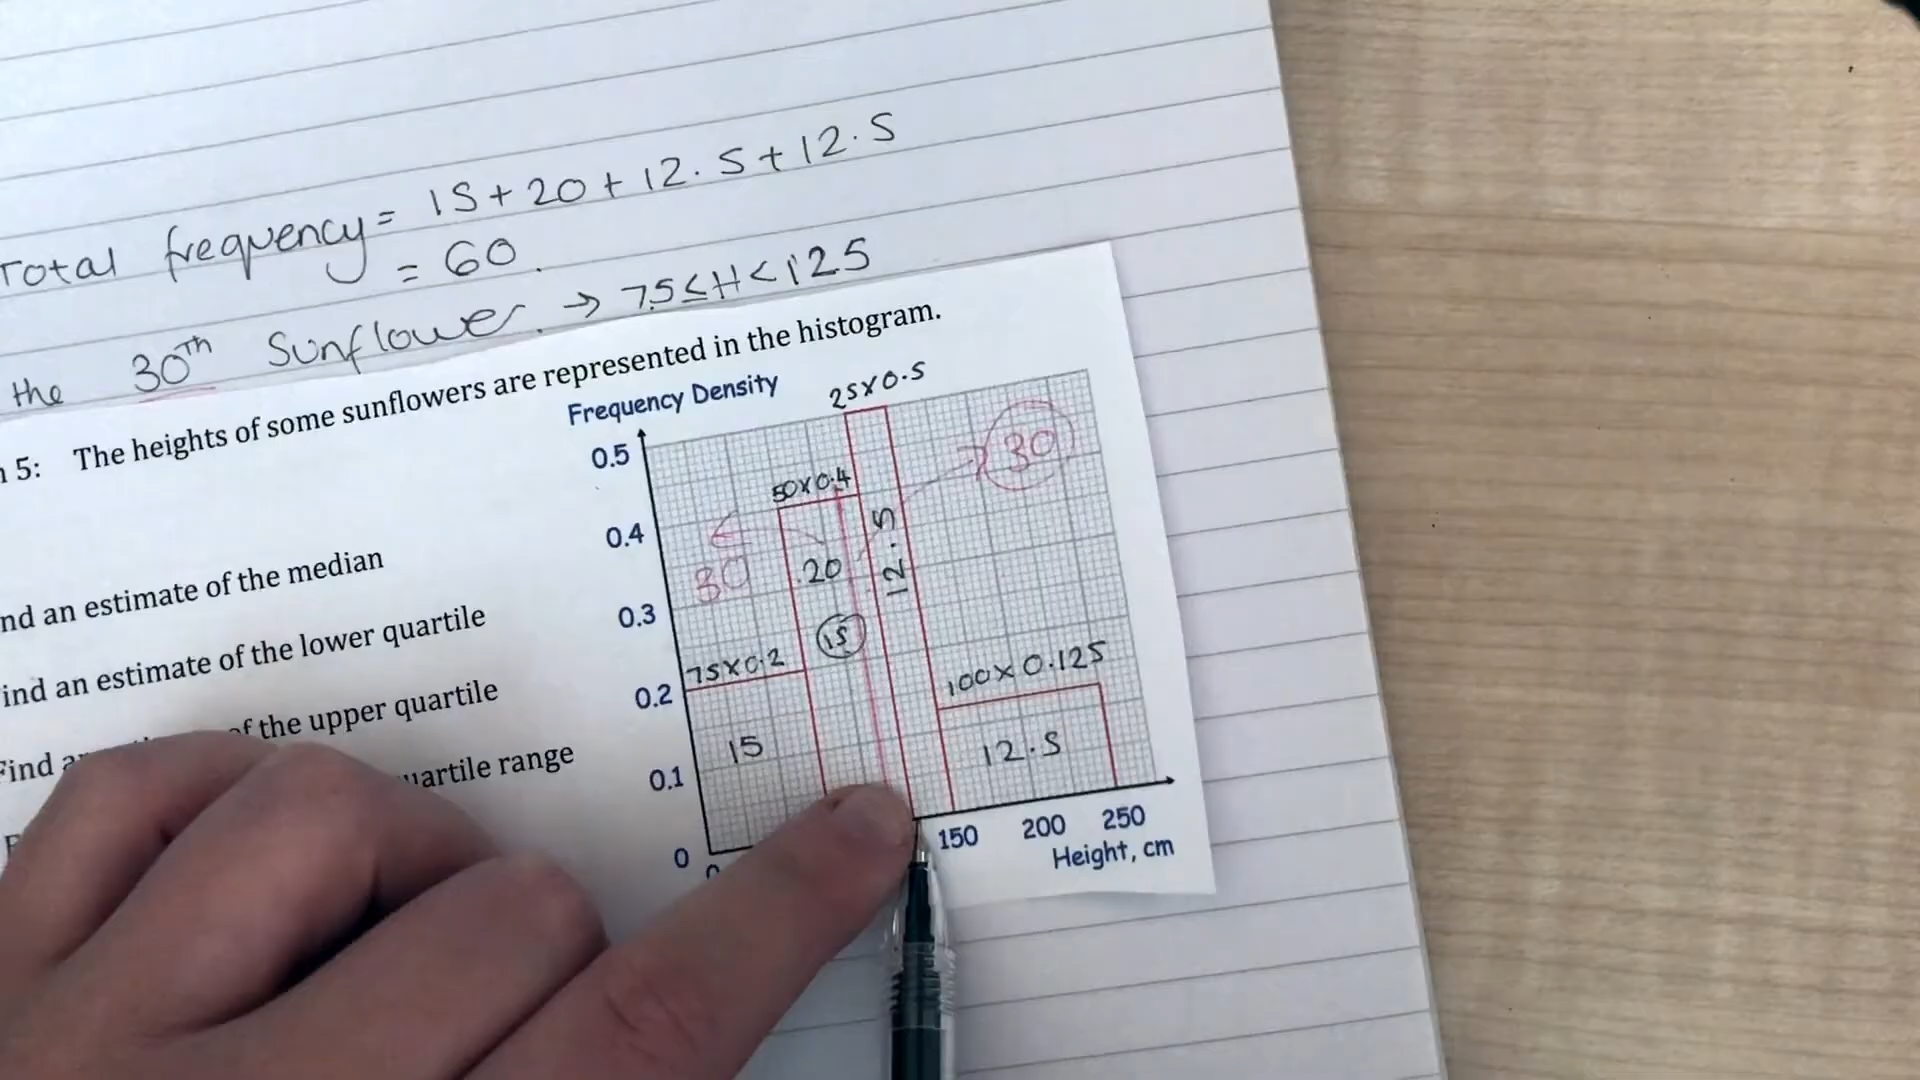 Total frequency = 15 + 20 + 12.5 + 12.5
= 60.
the 30th Sunflower. → 75 ≤ H < 125
5: The heights of some sunflowers are represented in the histogram.
Frequency Density
25 x 0.5
0.5
30
50 x 0.4
0.4
20
12.5
30
0.3
15
75 x 0.2
100 x 0.125
0.2
15
12.5
0.1
0
0
150
200
250
Height, cm
nd an estimate of the median
ind an estimate of the lower quartile
Find
of the upper quartile
uartile range